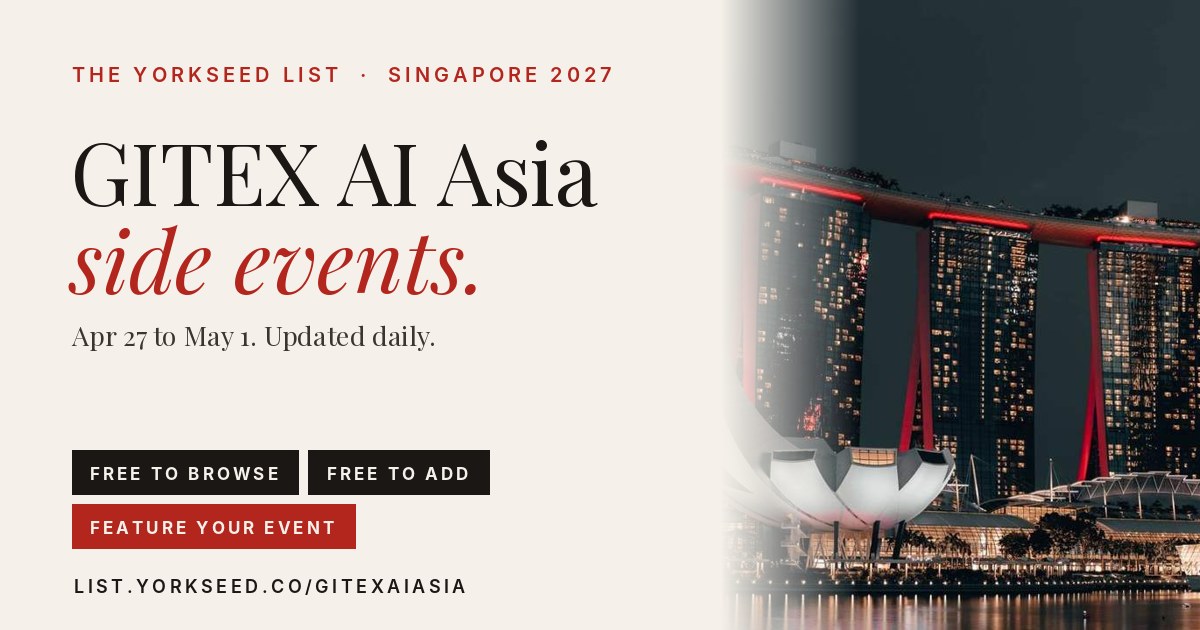 THE YORKSEED LIST · SINGAPORE 2027
GITEX AI Asia
side events.
Apr 27 to May 1. Updated daily.
FREE TO BROWSE
FREE TO ADD
FEATURE YOUR EVENT
LIST.YORKSEED.CO/GITEXAIASIA